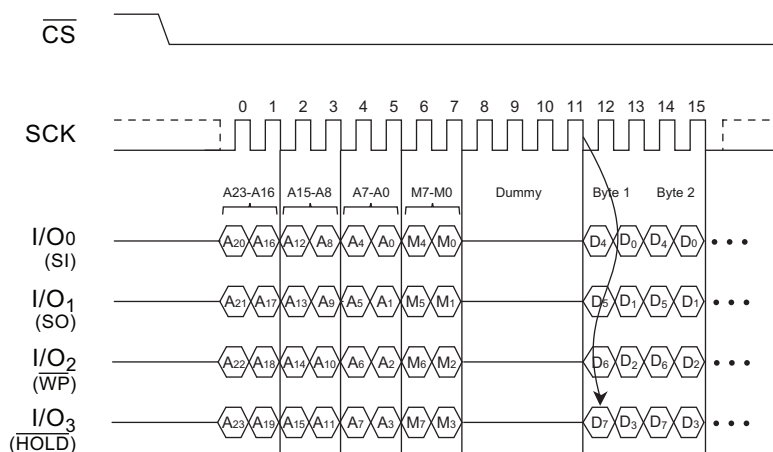 CS
SCK
0 1 2 3 4 5 6 7 8 9 10 11 12 13 14 15
A23-A16 A15-A8 A7-A0 M7-M0 Dummy Byte 1 Byte 2
I/O0 (SI) A20 A16 A12 A8 A4 A0 M4 M0 D4 D0 D4 D0
I/O1 (SO) A21 A17 A13 A9 A5 A1 M5 M1 D5 D1 D5 D1
I/O2 (WP) A22 A18 A14 A10 A6 A2 M6 M2 D6 D2 D6 D2
I/O3 (HOLD) A23 A19 A15 A11 A7 A3 M7 M3 D7 D3 D7 D3